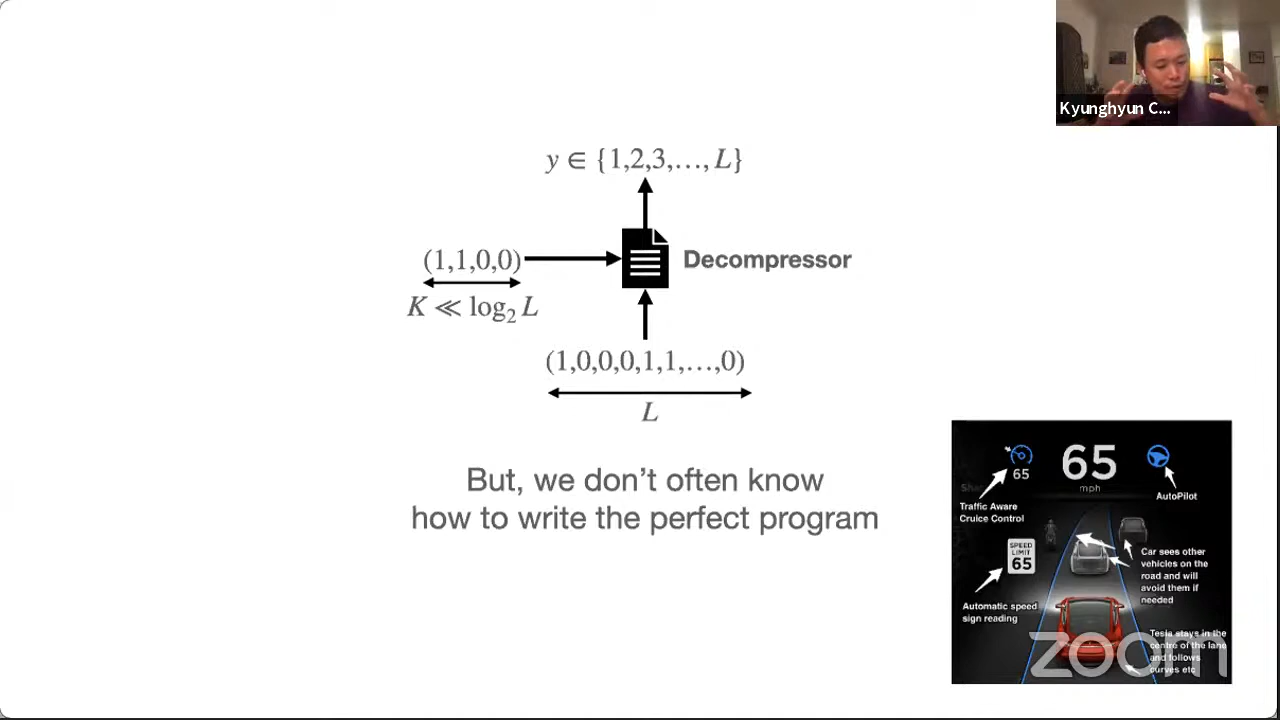 Kyunghyun C...
y ∈ {1,2,3,…, L}
(1,1,0,0)
Decompressor
K ≪ log₂ L
(1,0,0,0,1,1,…,0)
L
But, we don't often know
how to write the perfect program
65
65
mph
AutoPilot
Traffic Aware
Cruice Control
SPEED
LIMIT
65
Car sees other
vehicles on the
road and will
avoid them if
needed
Automatic speed
sign reading
Tesla stays in the
centre of the lane
and follows
curves etc
zoom